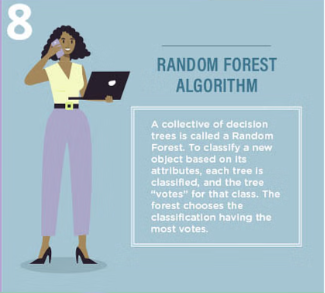 8
RANDOM FOREST
ALGORITHM
A collective of decision
trees is called a Random
Forest. To classify a new
object based on its
attributes, each tree is
classified, and the tree
“votes” for that class. The
forest chooses the
classification having the
most votes.